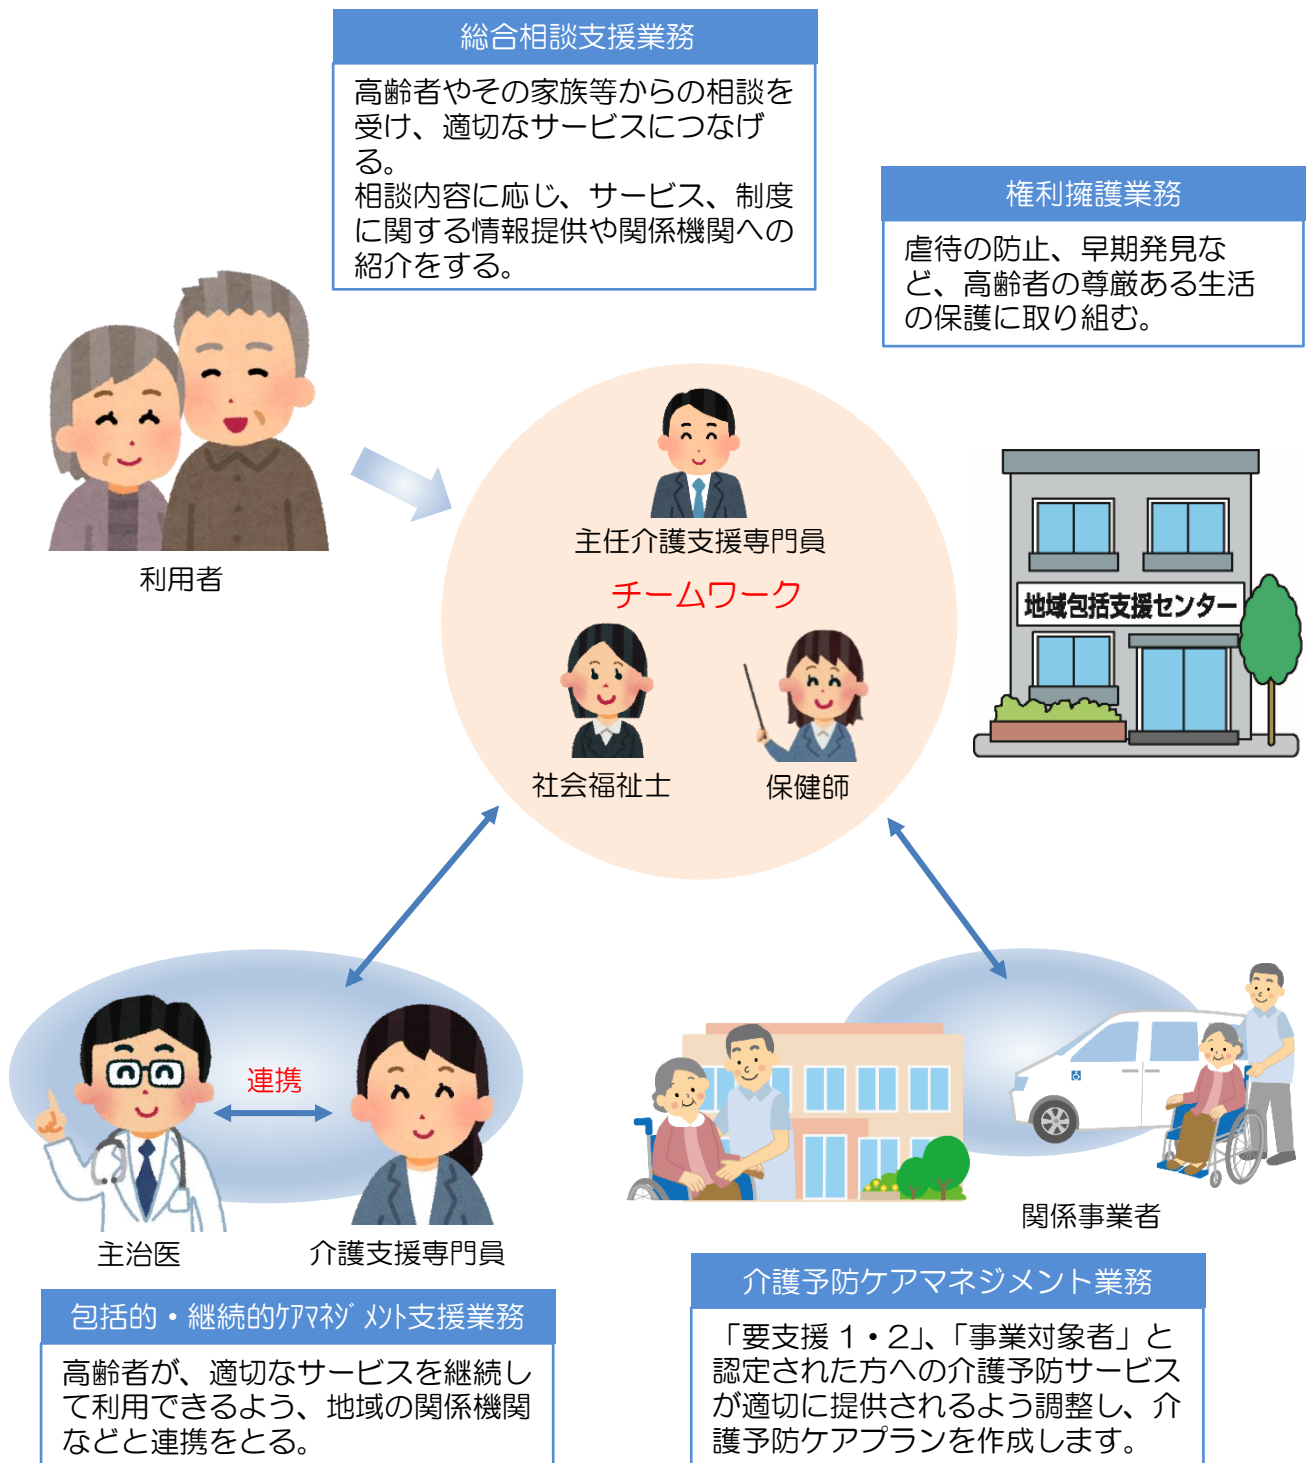 総合相談支援業務
高齢者やその家族等からの相談を
受け、適切なサービスにつなげ
る。
相談内容に応じ、サービス、制度
に関する情報提供や関係機関への
紹介をする。
権利擁護業務
虐待の防止、早期発見な
ど、高齢者の尊厳ある生活
の保護に取り組む。
利用者
主任介護支援専門員
チームワーク
社会福祉士
保健師
地域包括支援センター
連携
主治医
介護支援専門員
関係事業者
包括的・継続的ｹｱﾏﾈｼﾞﾒﾝﾄ支援業務
高齢者が、適切なサービスを継続し
て利用できるよう、地域の関係機関
などと連携をとる。
介護予防ケアマネジメント業務
「要支援 1・2」、「事業対象者」と
認定された方への介護予防サービス
が適切に提供されるよう調整し、介
護予防ケアプランを作成します。